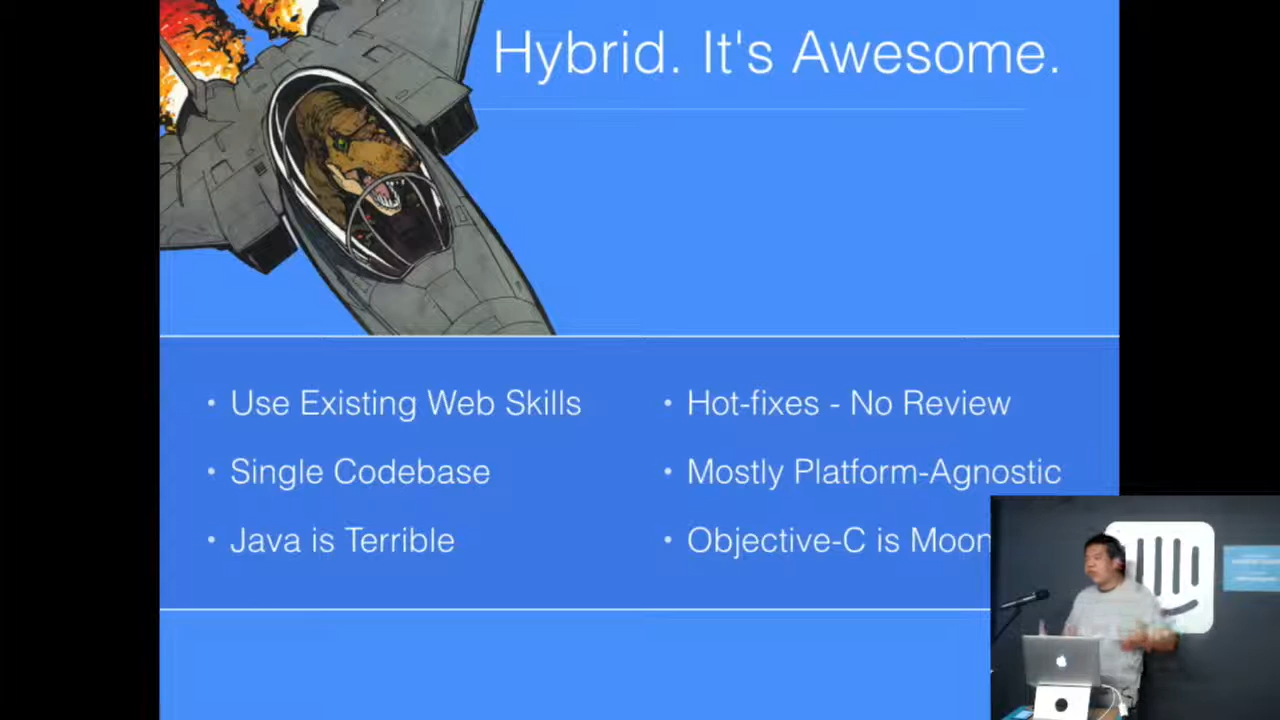 Hybrid. It's Awesome.
• Use Existing Web Skills
• Single Codebase
• Java is Terrible
• Hot-fixes - No Review
• Mostly Platform-Agnostic
• Objective-C is Moon